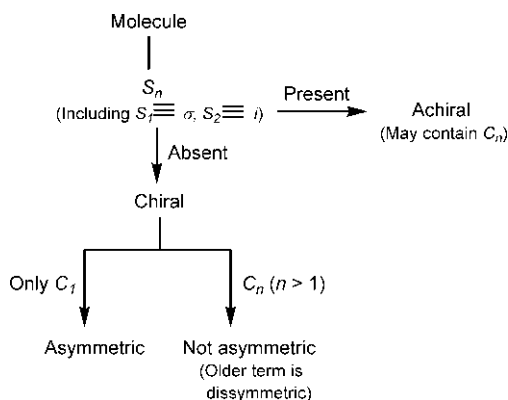 Molecule
Sn
(Including S1≡ σ, S2≡ i)
Present
Achiral
(May contain Cn)
Absent
Chiral
Only C1
Cn (n > 1)
Asymmetric
Not asymmetric
(Older term is
dissymmetric)